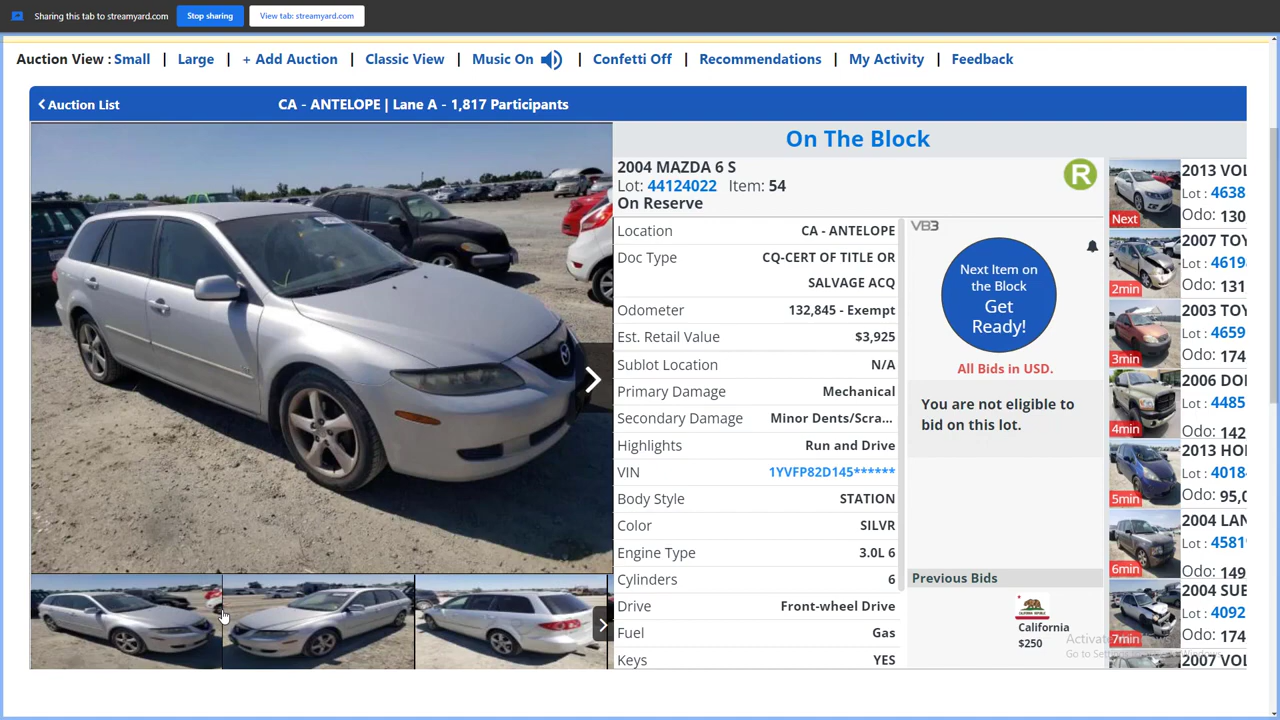 Sharing this tab to streamyard.com Stop sharing View tab: streamyard.com
Auction View : Small | Large | + Add Auction | Classic View | Music On | Confetti Off | Recommendations | My Activity | Feedback
Auction List CA - ANTELOPE | Lane A - 1,817 Participants
On The Block
2004 MAZDA 6 S
Lot: 44124022 Item: 54
On Reserve
R
Location CA - ANTELOPE
Doc Type CQ-CERT OF TITLE OR
SALVAGE ACQ
Odometer 132,845 - Exempt
Est. Retail Value $3,925
Sublot Location N/A
Primary Damage Mechanical
Secondary Damage Minor Dents/Scra...
Highlights Run and Drive
VIN 1YVFP82D145******
Body Style STATION
Color SILVR
Engine Type 3.0L 6
Cylinders 6
Drive Front-wheel Drive
Fuel Gas
Keys YES
VB3
Next Item on
the Block
Get
Ready!
All Bids in USD.
You are not eligible to
bid on this lot.
Previous Bids
California
$250
2013 VOL
Lot : 4638
Next Odo: 130
2007 TOY
Lot : 4619
2min Odo: 131
2003 TOY
Lot : 4659
3min Odo: 174
2006 DOI
Lot : 4485
4min Odo: 142
2013 HOI
Lot : 4018
5min Odo: 95,0
2004 LAN
Lot : 4581
6min Odo: 149
2004 SUE
Lot : 4092
7min Odo: 174
2007 VOL
Activate Windows
Go to Settings to activate Windows.